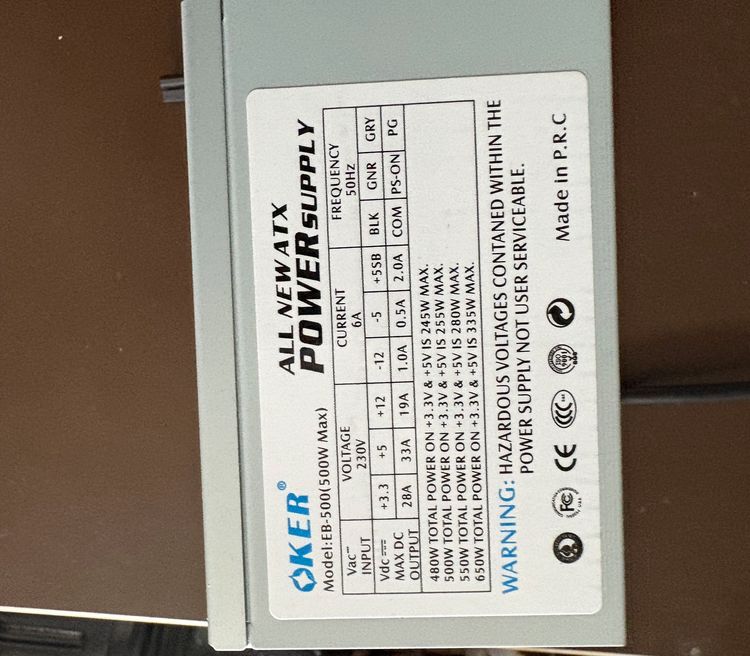 OKER®
ALL NEW ATX
POWER SUPPLY
Model:EB-500(500W Max)
Vac INPUT VOLTAGE 230V CURRENT 6A FREQUENCY 50Hz
Vdc +3.3 +5 +12 -12 -5 +5SB BLK GNR GRY
MAX DC OUTPUT 28A 33A 19A 1.0A 0.5A 2.0A COM PS-ON PG
480W TOTAL POWER ON +3.3V & +5V IS 245W MAX.
500W TOTAL POWER ON +3.3V & +5V IS 255W MAX.
550W TOTAL POWER ON +3.3V & +5V IS 280W MAX.
650W TOTAL POWER ON +3.3V & +5V IS 335W MAX.
WARNING: HAZARDOUS VOLTAGES CONTANED WITHIN THE
POWER SUPPLY NOT USER SERVICEABLE.
FC CE CCC ISO 9001
Made in P.R.C